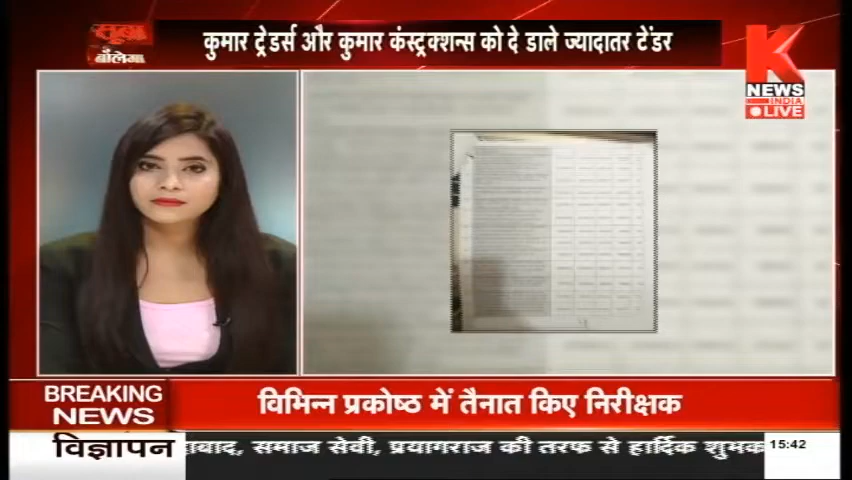 सूबा
बोलेगा
कुमार ट्रेडर्स और कुमार कंस्ट्रक्शन्स को दे डाले ज्यादातर टेंडर
K
NEWS
INDIA
LIVE
BREAKING
NEWS
विभिन्न प्रकोष्ठ में तैनात किए निरीक्षक
विज्ञापन
ाबाद, समाज सेवी, प्रयागराज की तरफ से हार्दिक शुभक
15:42